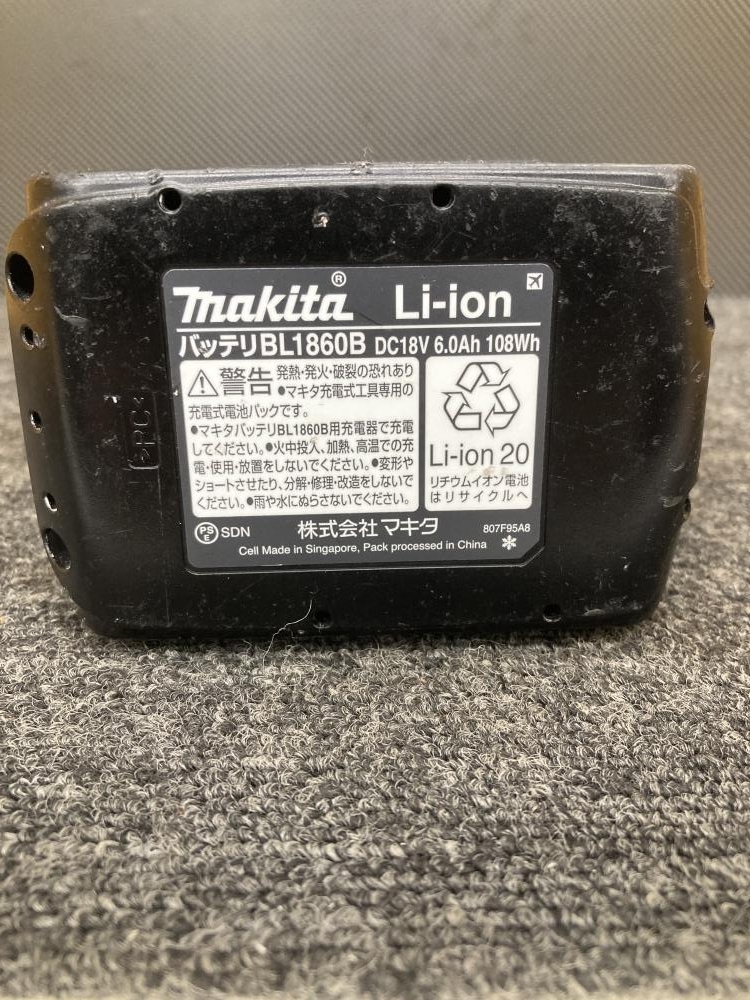 makita® Li-ion
バッテリBL1860B DC18V 6.0Ah 108Wh
警告 発熱・発火・破裂の恐れあり
●マキタ充電式工具専用の
充電式電池パックです。
●マキタバッテリBL1860B用充電器で充電
してください。●火中投入、加熱、高温での充
電・使用・放置をしないでください。●変形や
ショートさせたり、分解・修理・改造をしないで
ください。●雨や水にぬらさないでください。
Li-ion 20
リチウムイオン電池
はリサイクルへ
PSE SDN 株式会社マキタ 807F95A8
Cell Made in Singapore, Pack processed in China
>PC<